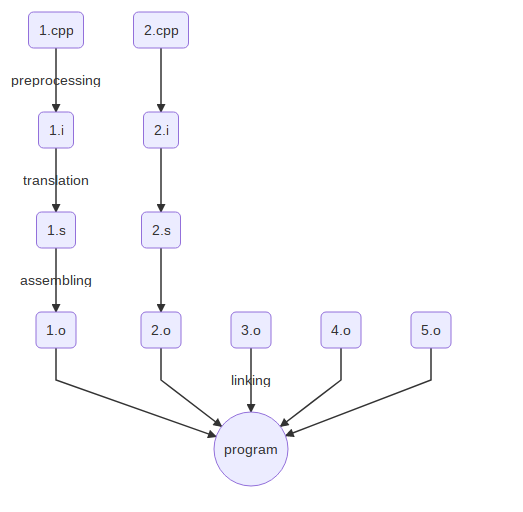 1.cpp
2.cpp
preprocessing
1.i
2.i
translation
1.s
2.s
assembling
1.o
2.o
3.o
4.o
5.o
linking
program